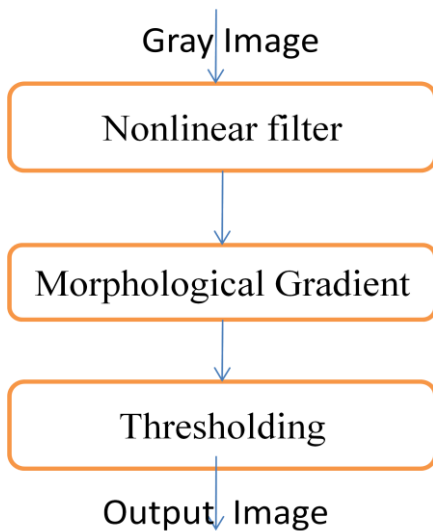 Gray Image
Nonlinear filter
Morphological Gradient
Thresholding
Output Image